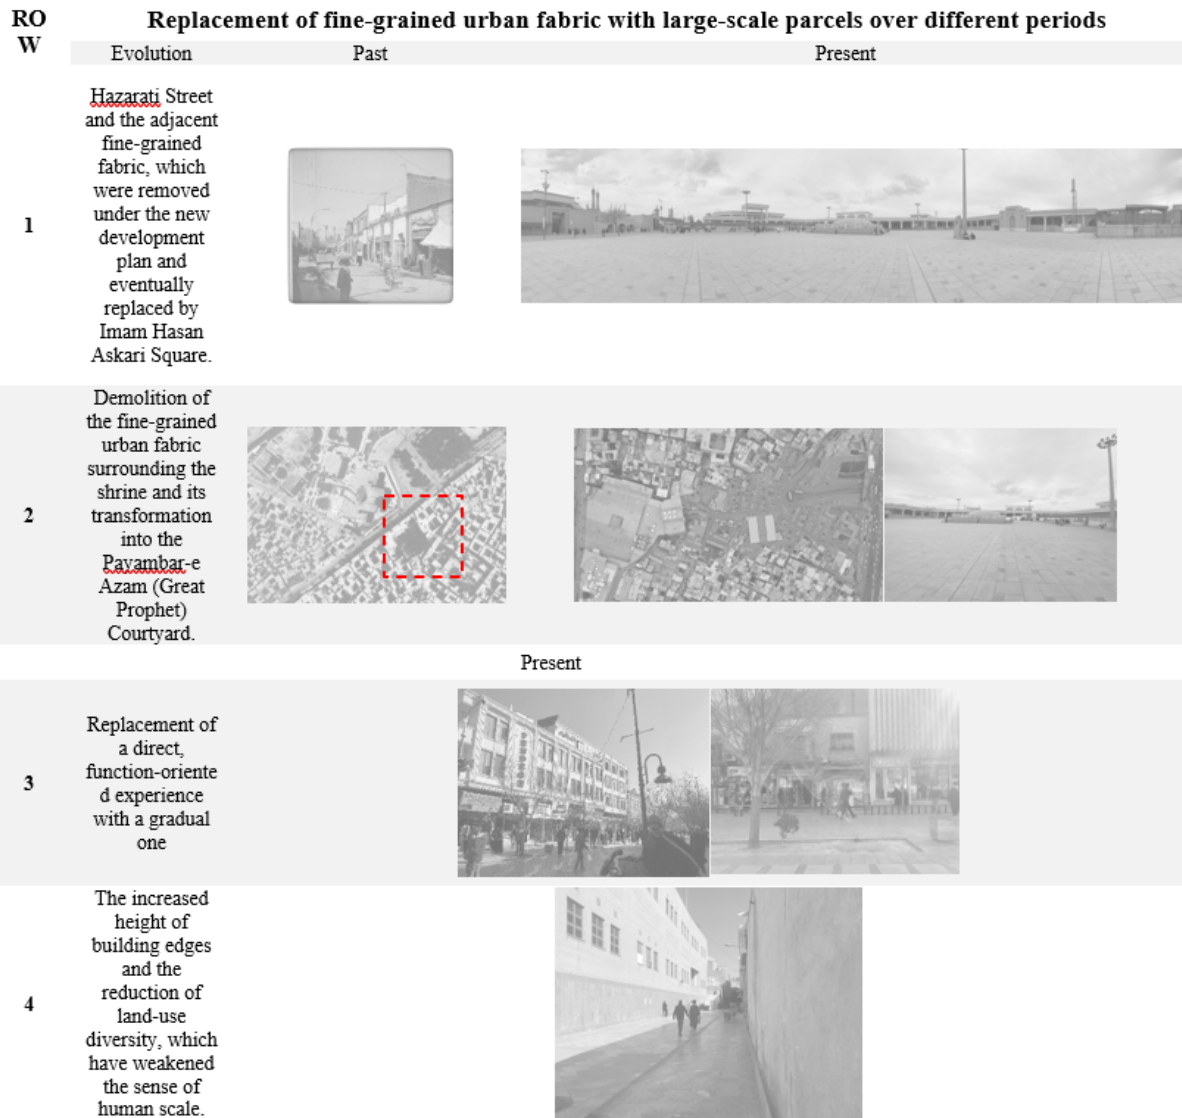 RO
W
Replacement of fine-grained urban fabric with large-scale parcels over different periods
Evolution
Past
Present
1
Hazarati Street
and the adjacent
fine-grained
fabric, which
were removed
under the new
development
plan and
eventually
replaced by
Imam Hasan
Askari Square.
2
Demolition of
the fine-grained
urban fabric
surrounding the
shrine and its
transformation
into the
Payambar-e
Azam (Great
Prophet)
Courtyard.
Present
3
Replacement of
a direct,
function-oriente
d experience
with a gradual
one
4
The increased
height of
building edges
and the
reduction of
land-use
diversity, which
have weakened
the sense of
human scale.